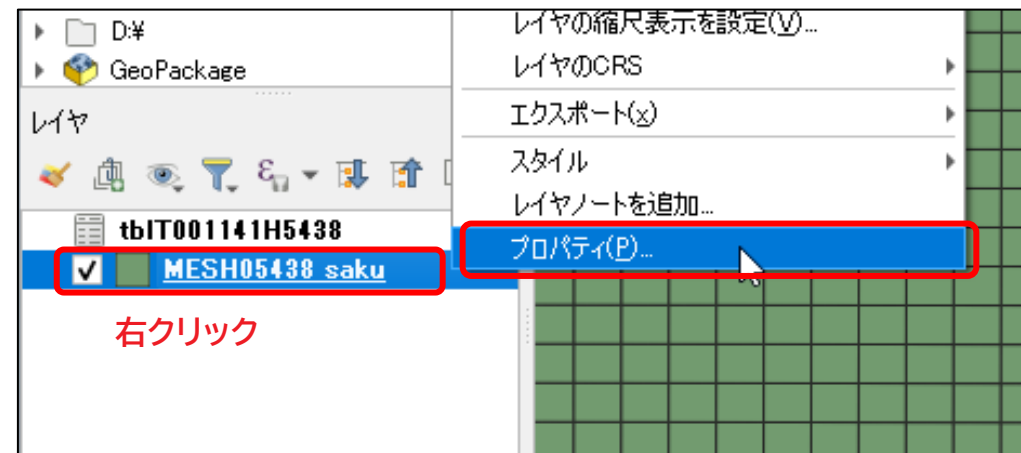 D:¥
GeoPackage
レイヤ
tblT001141H5438
MESH05438 saku
右クリック
レイヤの縮尺表示を設定(V)...
レイヤのCRS
エクスポート(x)
スタイル
レイヤノートを追加...
プロパティ(P)...